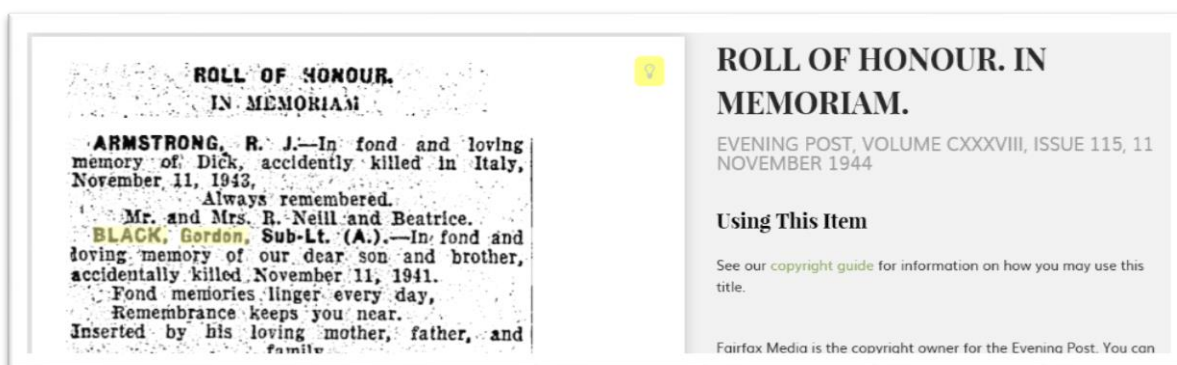 ROLL OF HONOUR.
IN MEMORIAM
ARMSTRONG, R. J.—In fond and loving
memory of Dick, accidently killed in Italy,
November 11, 1943,
Always remembered.
Mr. and Mrs. R. Neill and Beatrice.
BLACK, Gordon, Sub-Lt. (A.).—In fond and
loving memory of our dear son and brother,
accidentally killed November 11, 1941.
Fond memories linger every day,
Remembrance keeps you near.
Inserted by his loving mother, father, and
family
ROLL OF HONOUR. IN
MEMORIAM.
EVENING POST, VOLUME CXXXVIII, ISSUE 115, 11
NOVEMBER 1944
Using This Item
See our copyright guide for information on how you may use this
title.
Fairfax Media is the copyright owner for the Evening Post. You can